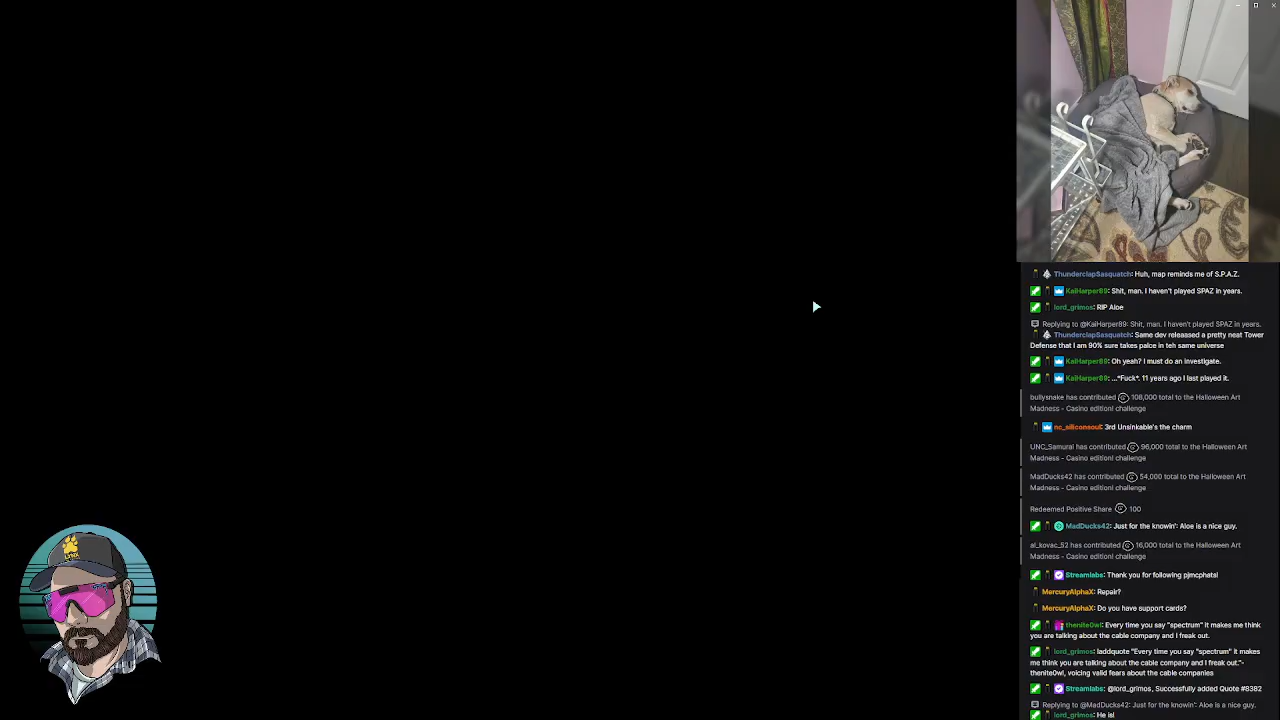 ThunderclapSasquatch: Huh, map reminds me of S.P.A.Z.
KaiHarper89: Shit, man. I haven't played SPAZ in years.
lord_grimos: RIP Aloe
Replying to @KaiHarper89: Shit, man. I haven't played SPAZ in years.
ThunderclapSasquatch: Same dev releaased a pretty neat Tower
Defense that I am 90% sure takes palce in teh same universe
KaiHarper89: Oh yeah? I must do an investigate.
KaiHarper89: ...*Fuck*. 11 years ago I last played it.
bullysnake has contributed 108,000 total to the Halloween Art
Madness - Casino edition! challenge
nc_siliconsoul: 3rd Unsinkable's the charm
UNC_Samurai has contributed 96,000 total to the Halloween Art
Madness - Casino edition! challenge
MadDucks42 has contributed 54,000 total to the Halloween Art
Madness - Casino edition! challenge
Redeemed Positive Share 100
MadDucks42: Just for the knowin': Aloe is a nice guy.
al_kovac_52 has contributed 16,000 total to the Halloween Art
Madness - Casino edition! challenge
Streamlabs: Thank you for following pjmcphats!
MercuryAlphaX: Repair?
MercuryAlphaX: Do you have support cards?
thenite0wl: Every time you say "spectrum" it makes me think
you are talking about the cable company and I freak out.
lord_grimos: !addquote "Every time you say "spectrum" it makes
me think you are talking about the cable company and I freak out."-
thenite0wl, voicing valid fears about the cable companies
Streamlabs: @lord_grimos, Successfully added Quote #8382
Replying to @MadDucks42: Just for the knowin': Aloe is a nice guy.
lord_grimos: He is!